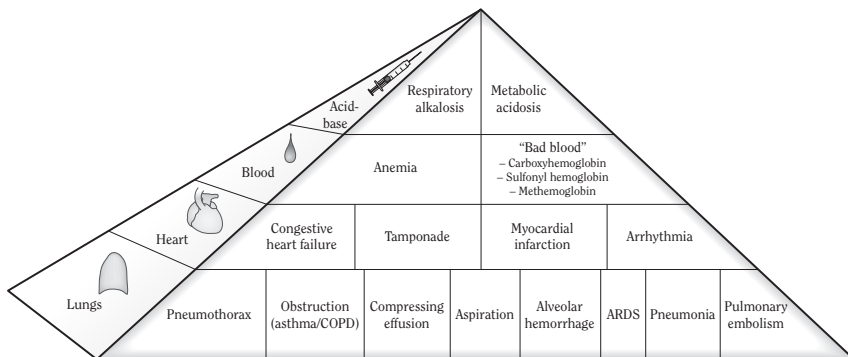 Acid-
base
Respiratory
alkalosis
Metabolic
acidosis
Blood
Anemia
“Bad blood”
– Carboxyhemoglobin
– Sulfonyl hemoglobin
– Methemoglobin
Heart
Congestive
heart failure
Tamponade
Myocardial
infarction
Arrhythmia
Lungs
Pneumothorax
Obstruction
(asthma/COPD)
Compressing
effusion
Aspiration
Alveolar
hemorrhage
ARDS
Pneumonia
Pulmonary
embolism